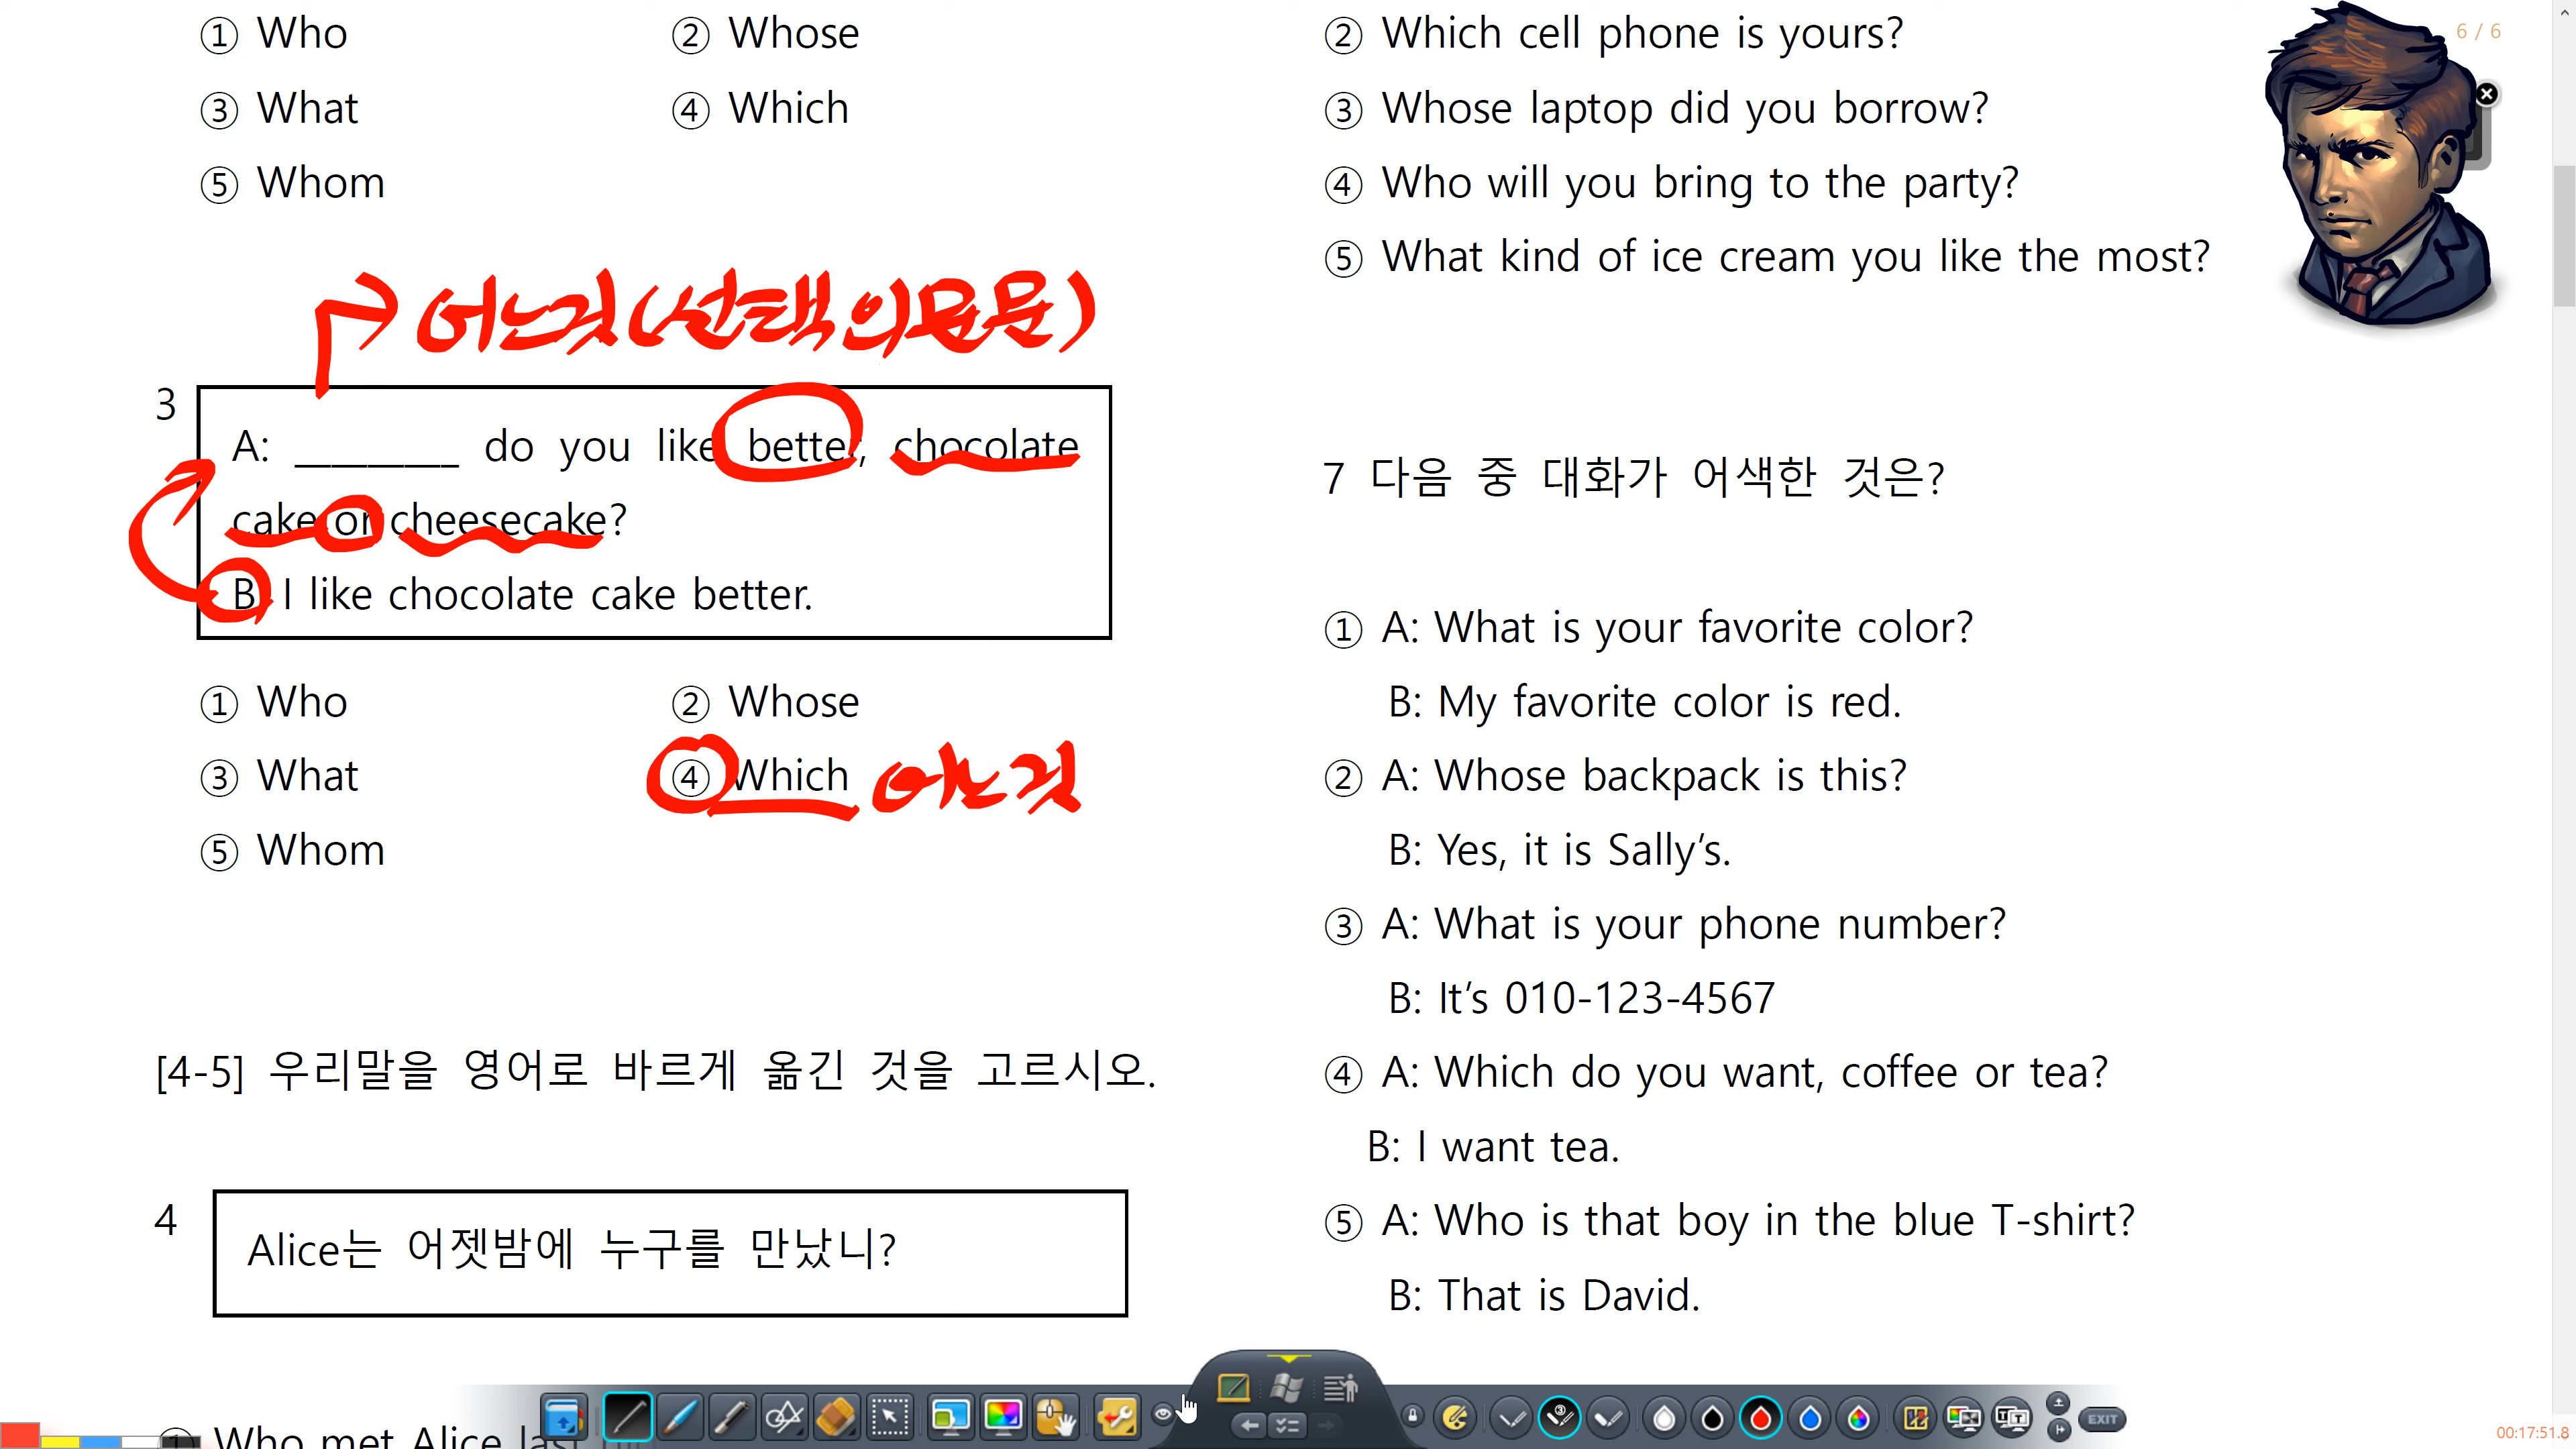 ① Who ② Whose
③ What ④ Which
⑤ Whom
어느것(선택 의문문)
3
A: ________ do you like better, chocolate
cake or cheesecake?
B: I like chocolate cake better.
① Who ② Whose
③ What ④ Which 어느것
⑤ Whom
[4-5] 우리말을 영어로 바르게 옮긴 것을 고르시오.
4
Alice는 어젯밤에 누구를 만났니?
① Who met Alice
② Which cell phone is yours?
③ Whose laptop did you borrow?
④ Who will you bring to the party?
⑤ What kind of ice cream you like the most?
7 다음 중 대화가 어색한 것은?
① A: What is your favorite color?
B: My favorite color is red.
② A: Whose backpack is this?
B: Yes, it is Sally’s.
③ A: What is your phone number?
B: It’s 010-123-4567
④ A: Which do you want, coffee or tea?
B: I want tea.
⑤ A: Who is that boy in the blue T-shirt?
B: That is David.
6 / 6
EXIT
00:17:51.8